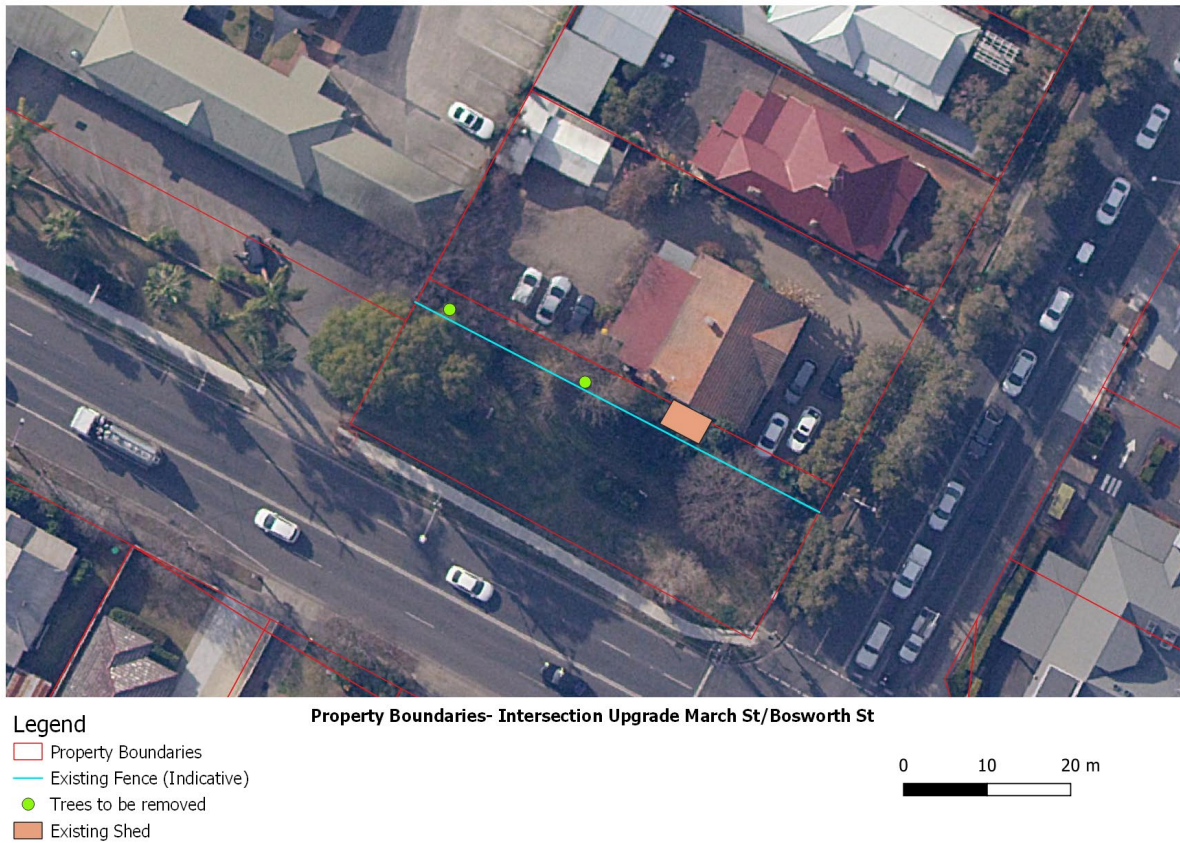 Property Boundaries- Intersection Upgrade March St/Bosworth St
Legend
Property Boundaries
Existing Fence (Indicative)
Trees to be removed
Existing Shed
0 10 20 m